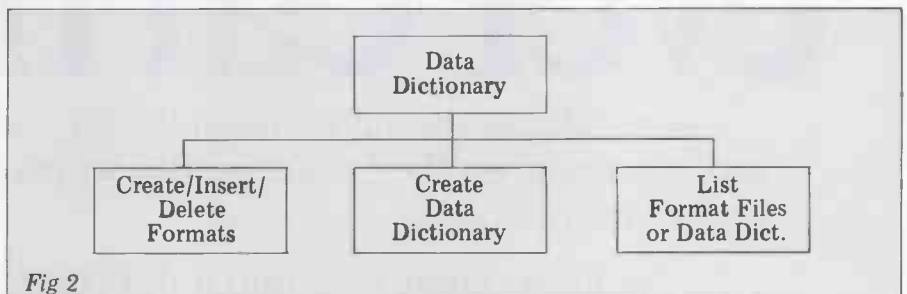 Data
Dictionary
Create/Insert/
Delete
Formats
Create
Data
Dictionary
List
Format Files
or Data Dict.
Fig 2